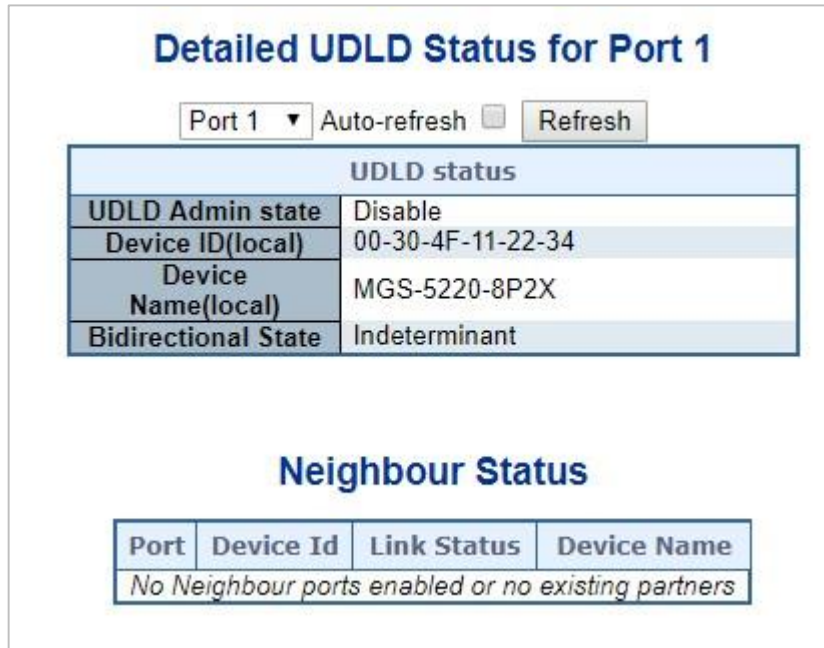 Detailed UDLD Status for Port 1
Port 1 Auto-refresh Refresh
UDLD status
UDLD Admin state Disable
Device ID(local) 00-30-4F-11-22-34
Device
Name(local) MGS-5220-8P2X
Bidirectional State Indeterminant
Neighbour Status
Port Device Id Link Status Device Name
No Neighbour ports enabled or no existing partners